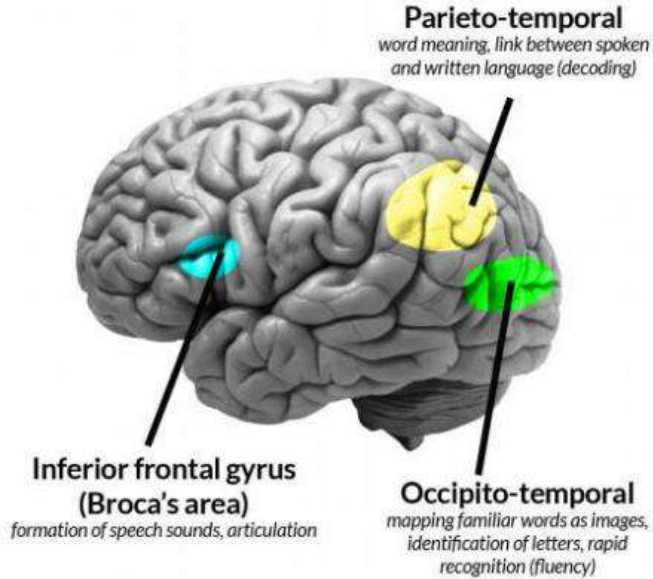 Parieto-temporal
word meaning, link between spoken
and written language (decoding)
Inferior frontal gyrus
(Broca's area)
formation of speech sounds, articulation
Occipito-temporal
mapping familiar words as images,
identification of letters, rapid
recognition (fluency)